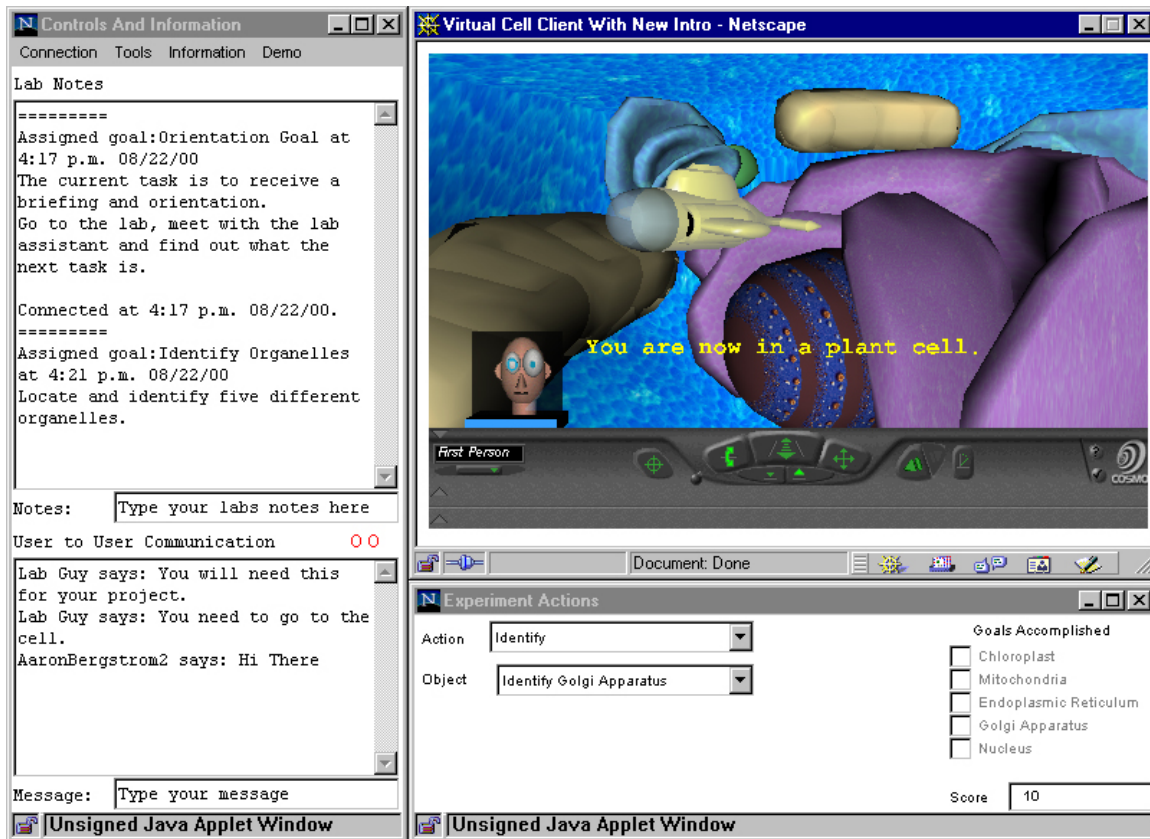 Controls And Information
Connection Tools Information Demo
Lab Notes
=========
Assigned goal:Orientation Goal at
4:17 p.m. 08/22/00
The current task is to receive a
briefing and orientation.
Go to the lab, meet with the lab
assistant and find out what the
next task is.
Connected at 4:17 p.m. 08/22/00.
=========
Assigned goal:Identify Organelles
at 4:21 p.m. 08/22/00
Locate and identify five different
organelles.
Notes: Type your labs notes here
User to User Communication OO
Lab Guy says: You will need this
for your project.
Lab Guy says: You need to go to the
cell.
AaronBergstrom2 says: Hi There
Message: Type your message
Unsigned Java Applet Window
Virtual Cell Client With New Intro - Netscape
You are now in a plant cell.
First Person
COSMO
Document: Done
Experiment Actions
Action Identify
Object Identify Golgi Apparatus
Goals Accomplished
Chloroplast
Mitochondria
Endoplasmic Reticulum
Golgi Apparatus
Nucleus
Score 10
Unsigned Java Applet Window